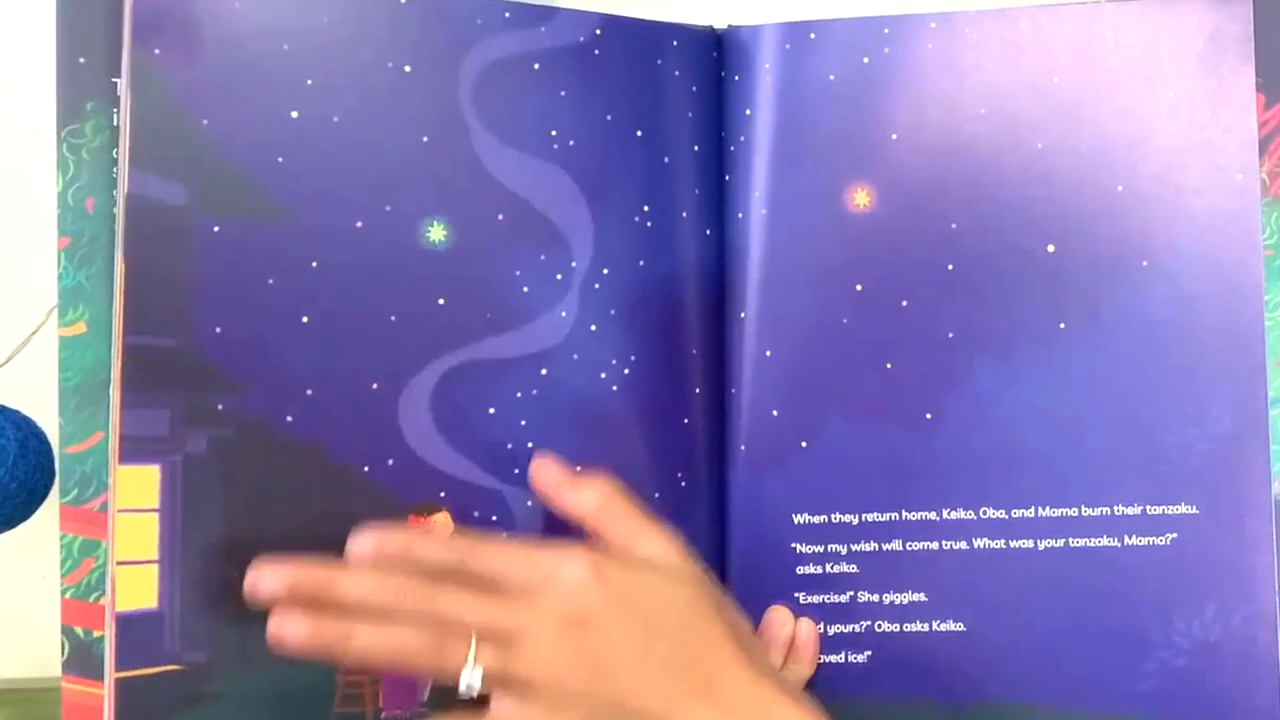 When they return home, Keiko, Oba, and Mama burn their tanzaku.
"Now my wish will come true. What was your tanzaku, Mama?"
asks Keiko.
"Exercise!" She giggles.
yours?" Oba asks Keiko.
ice!"